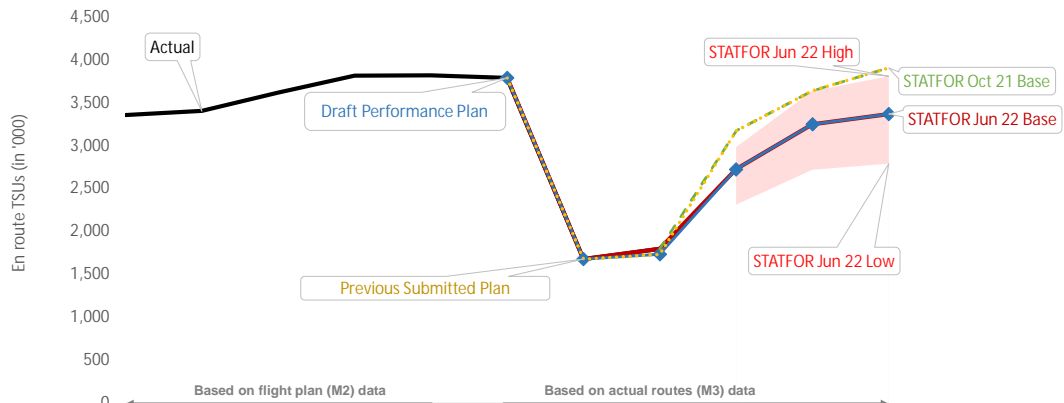 4,500
4,000
3,500
3,000
2,500
2,000
1,500
1,000
500
0
En route TSUs (in '000)
Actual
Draft Performance Plan
Previous Submitted Plan
STATFOR Jun 22 High
STATFOR Oct 21 Base
STATFOR Jun 22 Base
STATFOR Jun 22 Low
Based on flight plan (M2) data
Based on actual routes (M3) data